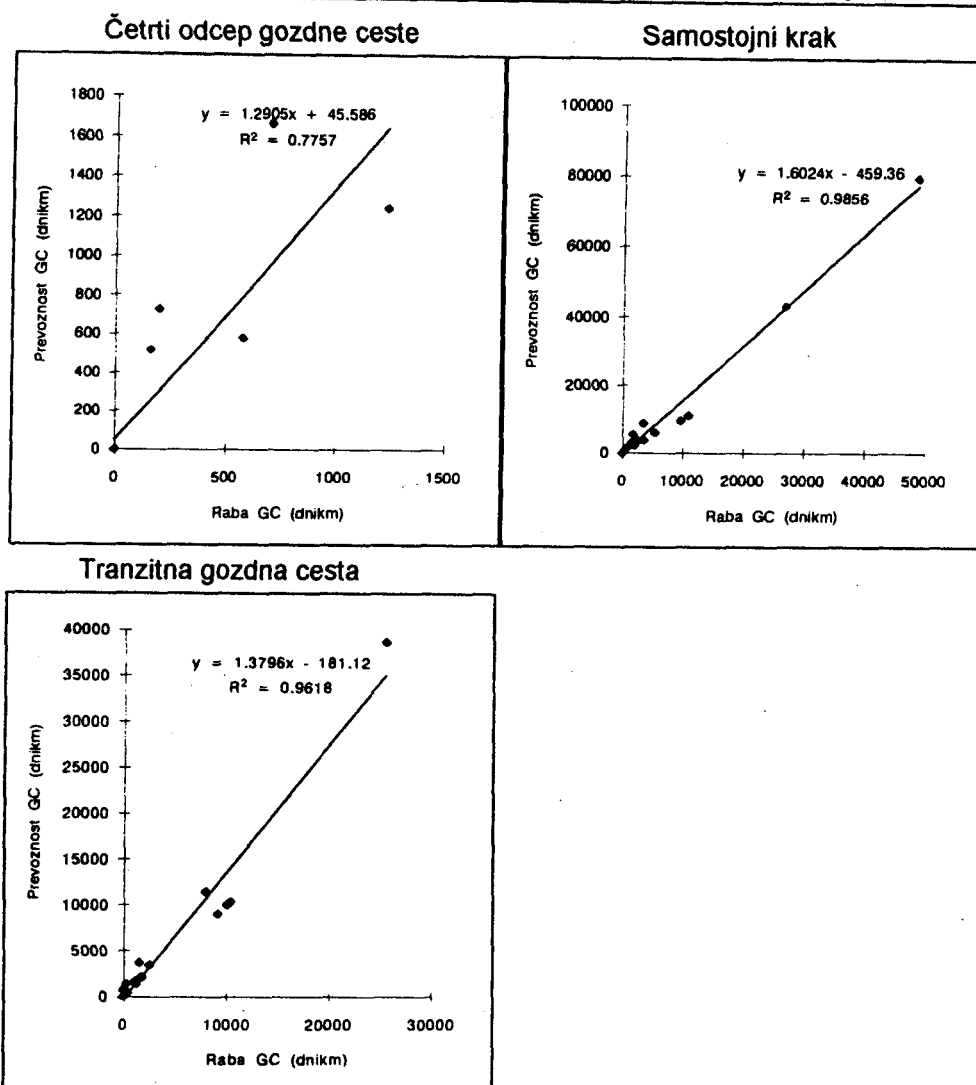 Četrti odcep gozdne ceste
1800
1600
1400
1200
1000
800
600
400
200
0
Prevoznost GC (dnikm)
y = 1.2905x + 45.586
R² = 0.7757
0 500 1000 1500
Raba GC (dnikm)
Samostojni krak
100000
80000
60000
40000
20000
0
Prevoznost GC (dnikm)
y = 1.6024x - 459.36
R² = 0.9856
0 10000 20000 30000 40000 50000
Raba GC (dnikm)
Tranzitna gozdna cesta
40000
35000
30000
25000
20000
15000
10000
5000
0
Prevoznost GC (dnikm)
y = 1.3796x - 181.12
R² = 0.9618
0 10000 20000 30000
Raba GC (dnikm)